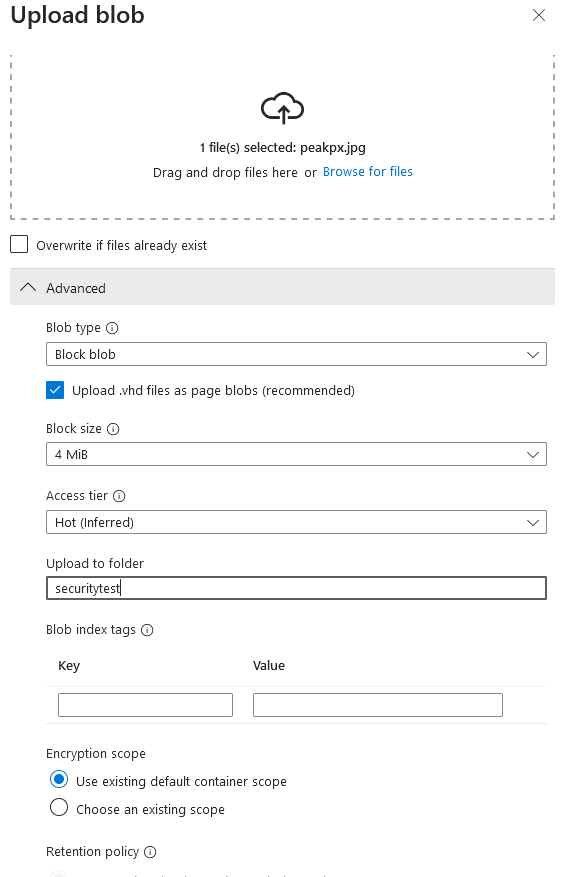 Upload blob
1 file(s) selected: peakpx.jpg
Drag and drop files here or Browse for files
Overwrite if files already exist
Advanced
Blob type
Block blob
Upload .vhd files as page blobs (recommended)
Block size
4 MiB
Access tier
Hot (Inferred)
Upload to folder
securitytest
Blob index tags
Key Value
Encryption scope
Use existing default container scope
Choose an existing scope
Retention policy